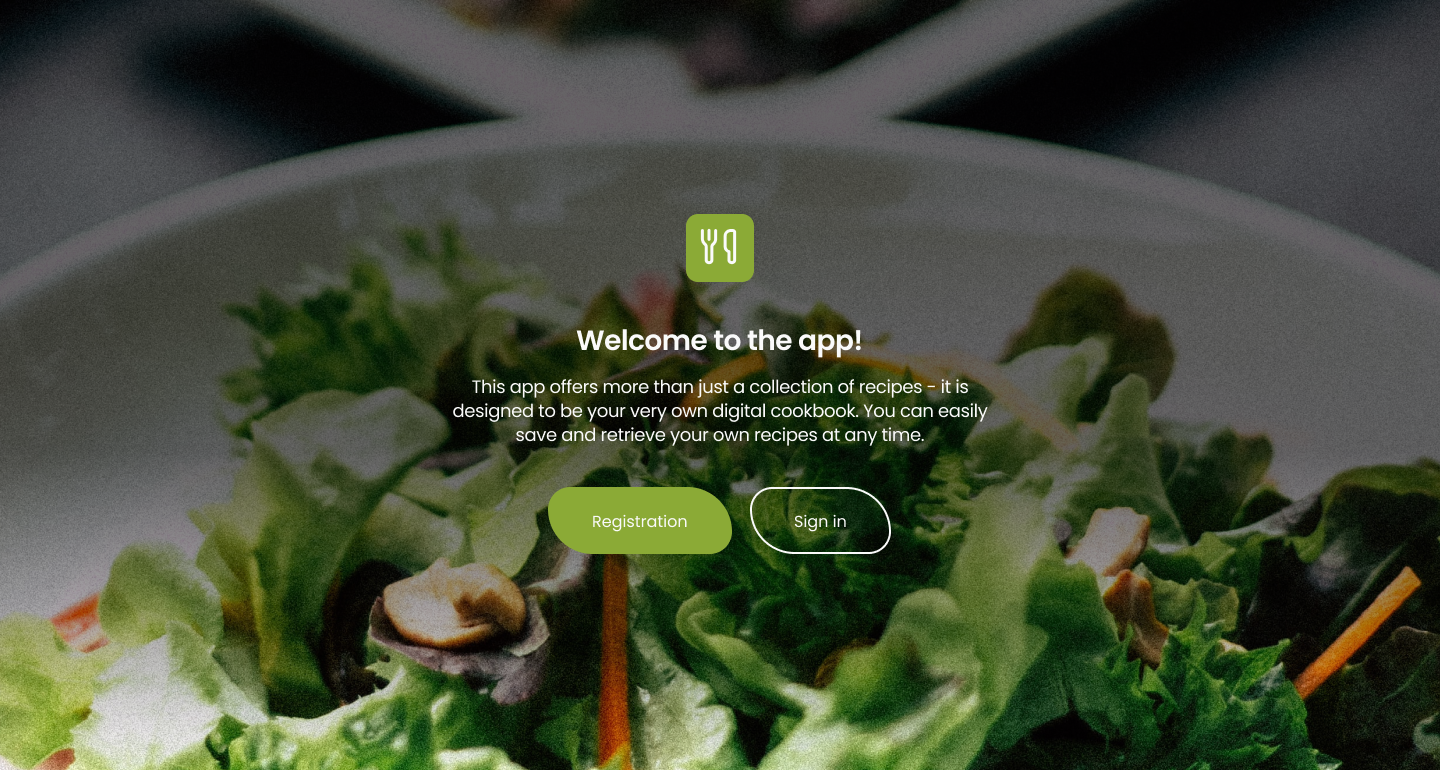 Welcome to the app!
This app offers more than just a collection of recipes - it is
designed to be your very own digital cookbook. You can easily
save and retrieve your own recipes at any time.
Registration
Sign in